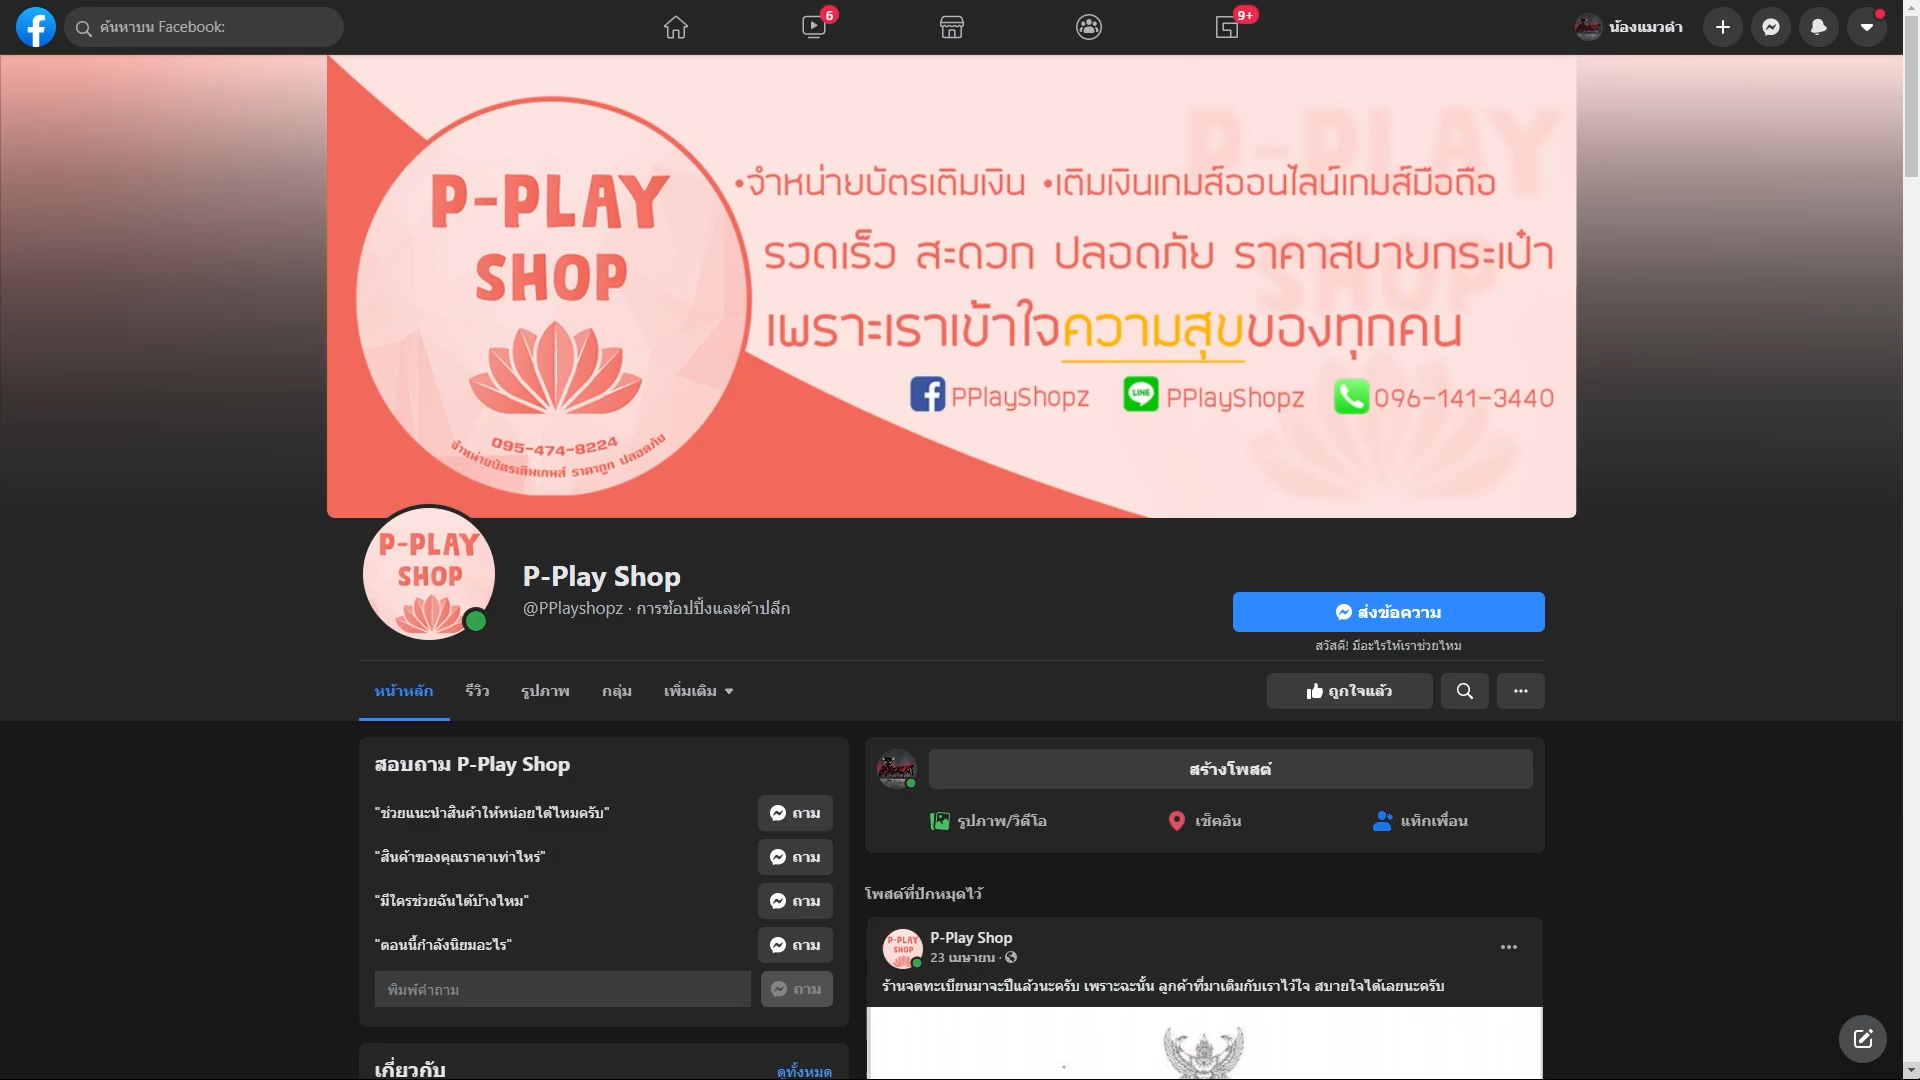 ค้นหาบน Facebook:
6
9+
น้องแมวดำ
P-PLAY
SHOP
095-474-8224
จำหน่ายบัตรเติมเกมส์ ราคาถูก ปลอดภัย
•จำหน่ายบัตรเติมเงิน •เติมเงินเกมส์ออนไลน์เกมส์มือถือ
รวดเร็ว สะดวก ปลอดภัย ราคาสบายกระเป๋า
เพราะเราเข้าใจความสุขของทุกคน
PPlayShopz
LINE
PPlayShopz
096-141-3440
P-PLAY
SHOP
P-PLAY
SHOP
P-Play Shop
@PPlayshopz · การช้อปปิ้งและค้าปลีก
ส่งข้อความ
สวัสดี! มีอะไรให้เราช่วยไหม
หน้าหลัก
รีวิว
รูปภาพ
กลุ่ม
เพิ่มเติม
ถูกใจแล้ว
สอบถาม P-Play Shop
"ช่วยแนะนำสินค้าให้หน่อยได้ไหมครับ"
ถาม
"สินค้าของคุณราคาเท่าไหร่"
ถาม
"มีใครช่วยฉันได้บ้างไหม"
ถาม
"ตอนนี้กำลังนิยมอะไร"
ถาม
พิมพ์คำถาม
ถาม
เกี่ยวกับ
ดูทั้งหมด
สร้างโพสต์
รูปภาพ/วิดีโอ
เช็คอิน
แท็กเพื่อน
โพสต์ที่ปักหมุดไว้
P-PLAY
SHOP
P-Play Shop
23 เมษายน ·
ร้านจดทะเบียนมาจะปีแล้วนะครับ เพราะฉะนั้น ลูกค้าที่มาเติมกับเราไว้ใจ สบายใจได้เลยนะครับ